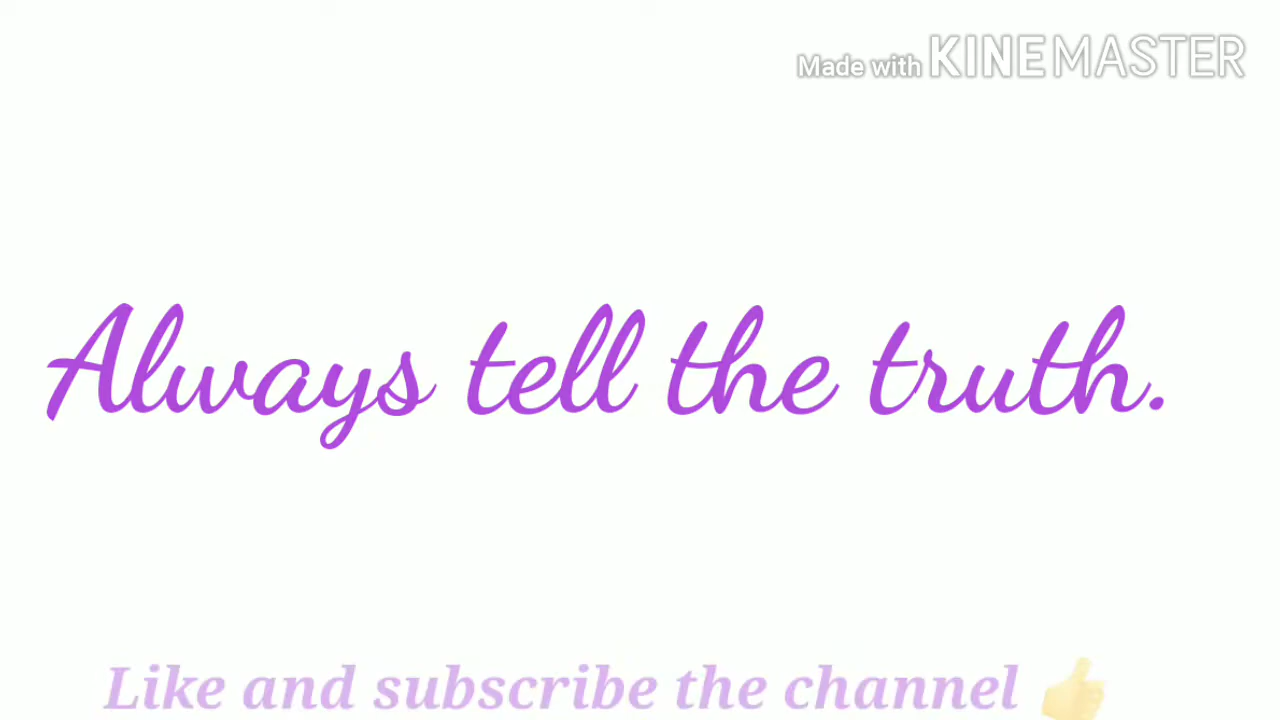 Made with KINEMASTER
Always tell the truth.
Like and subscribe the channel 👍